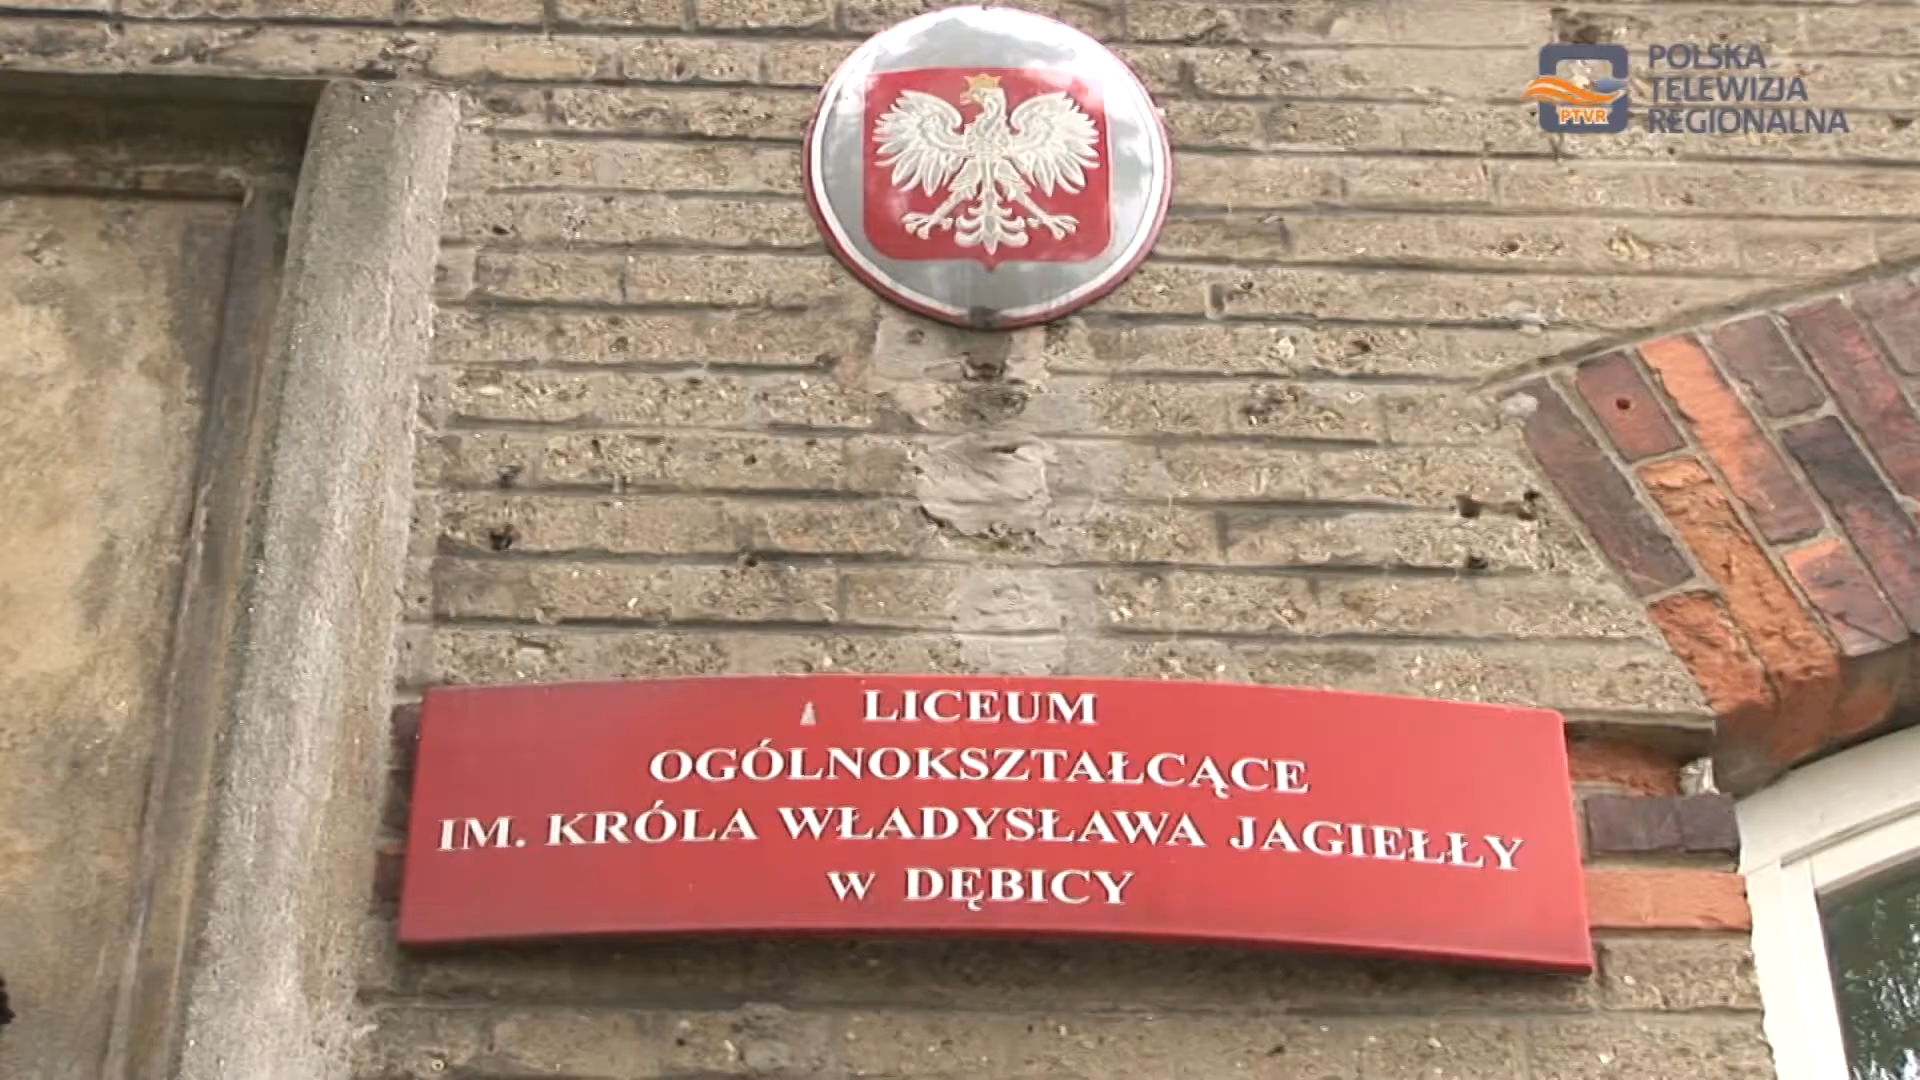 POLSKA
TELEWIZJA
REGIONALNA
PTVR
LICEUM
OGÓLNOKSZTAŁCĄCE
IM. KRÓLA WŁADYSŁAWA JAGIEŁŁY
W DĘBICY